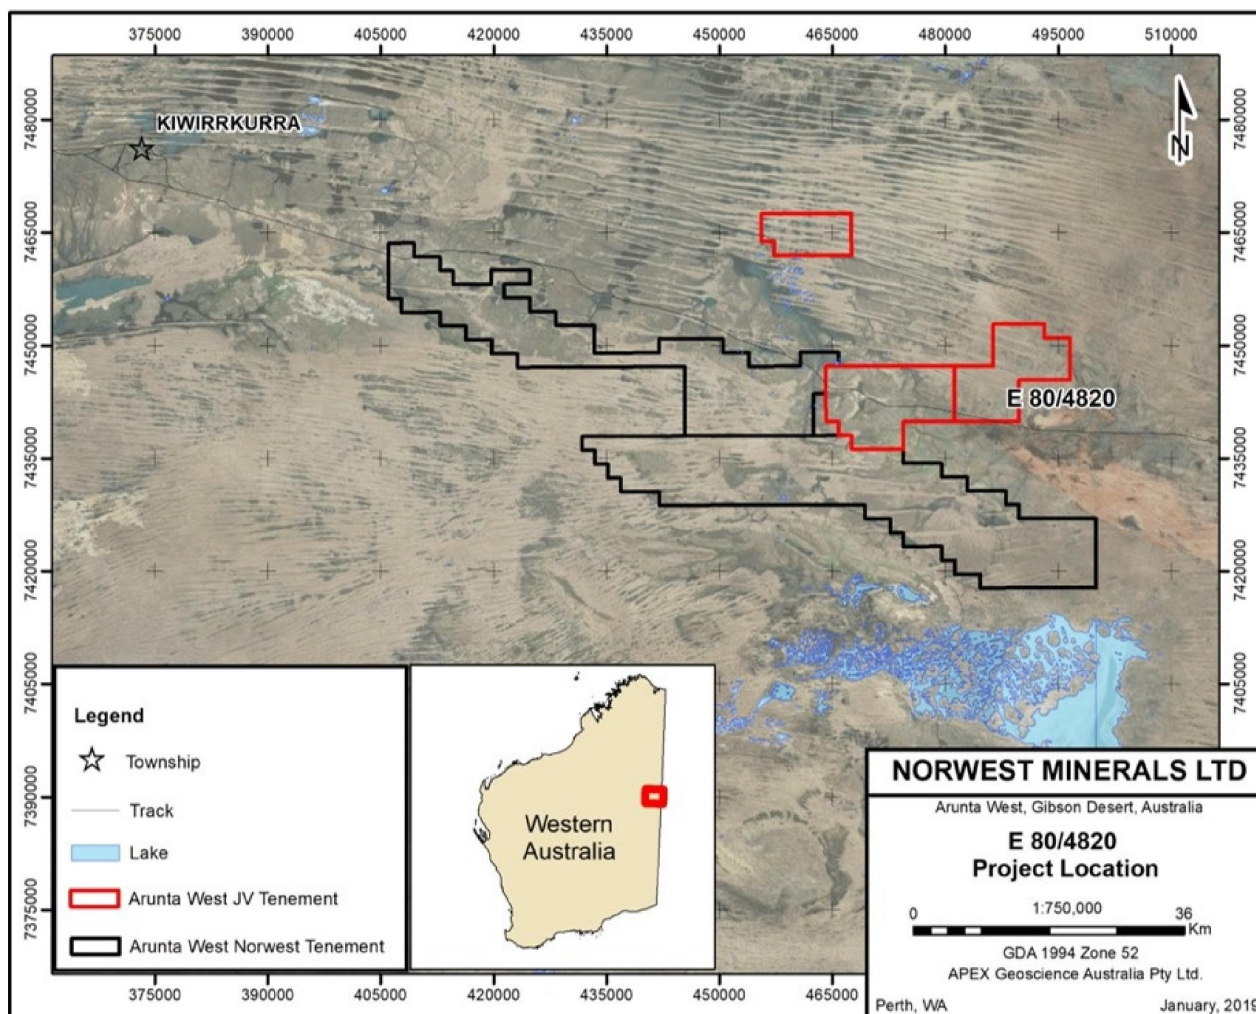 375000 390000 405000 420000 435000 450000 465000 480000 495000 510000
7480000 7480000
KIWIRRKURRA
N
7465000 7465000
7450000 7450000
E 80/4820
7435000 7435000
7420000 7420000
7405000 7405000
7390000
7375000
Legend
Township
Track
Lake
Arunta West JV Tenement
Arunta West Norwest Tenement
Western
Australia
NORWEST MINERALS LTD
Arunta West, Gibson Desert, Australia
E 80/4820
Project Location
1:750,000
0 36
Km
GDA 1994 Zone 52
APEX Geoscience Australia Pty Ltd.
Perth, WA January, 2019
375000 390000 405000 420000 435000 450000 465000